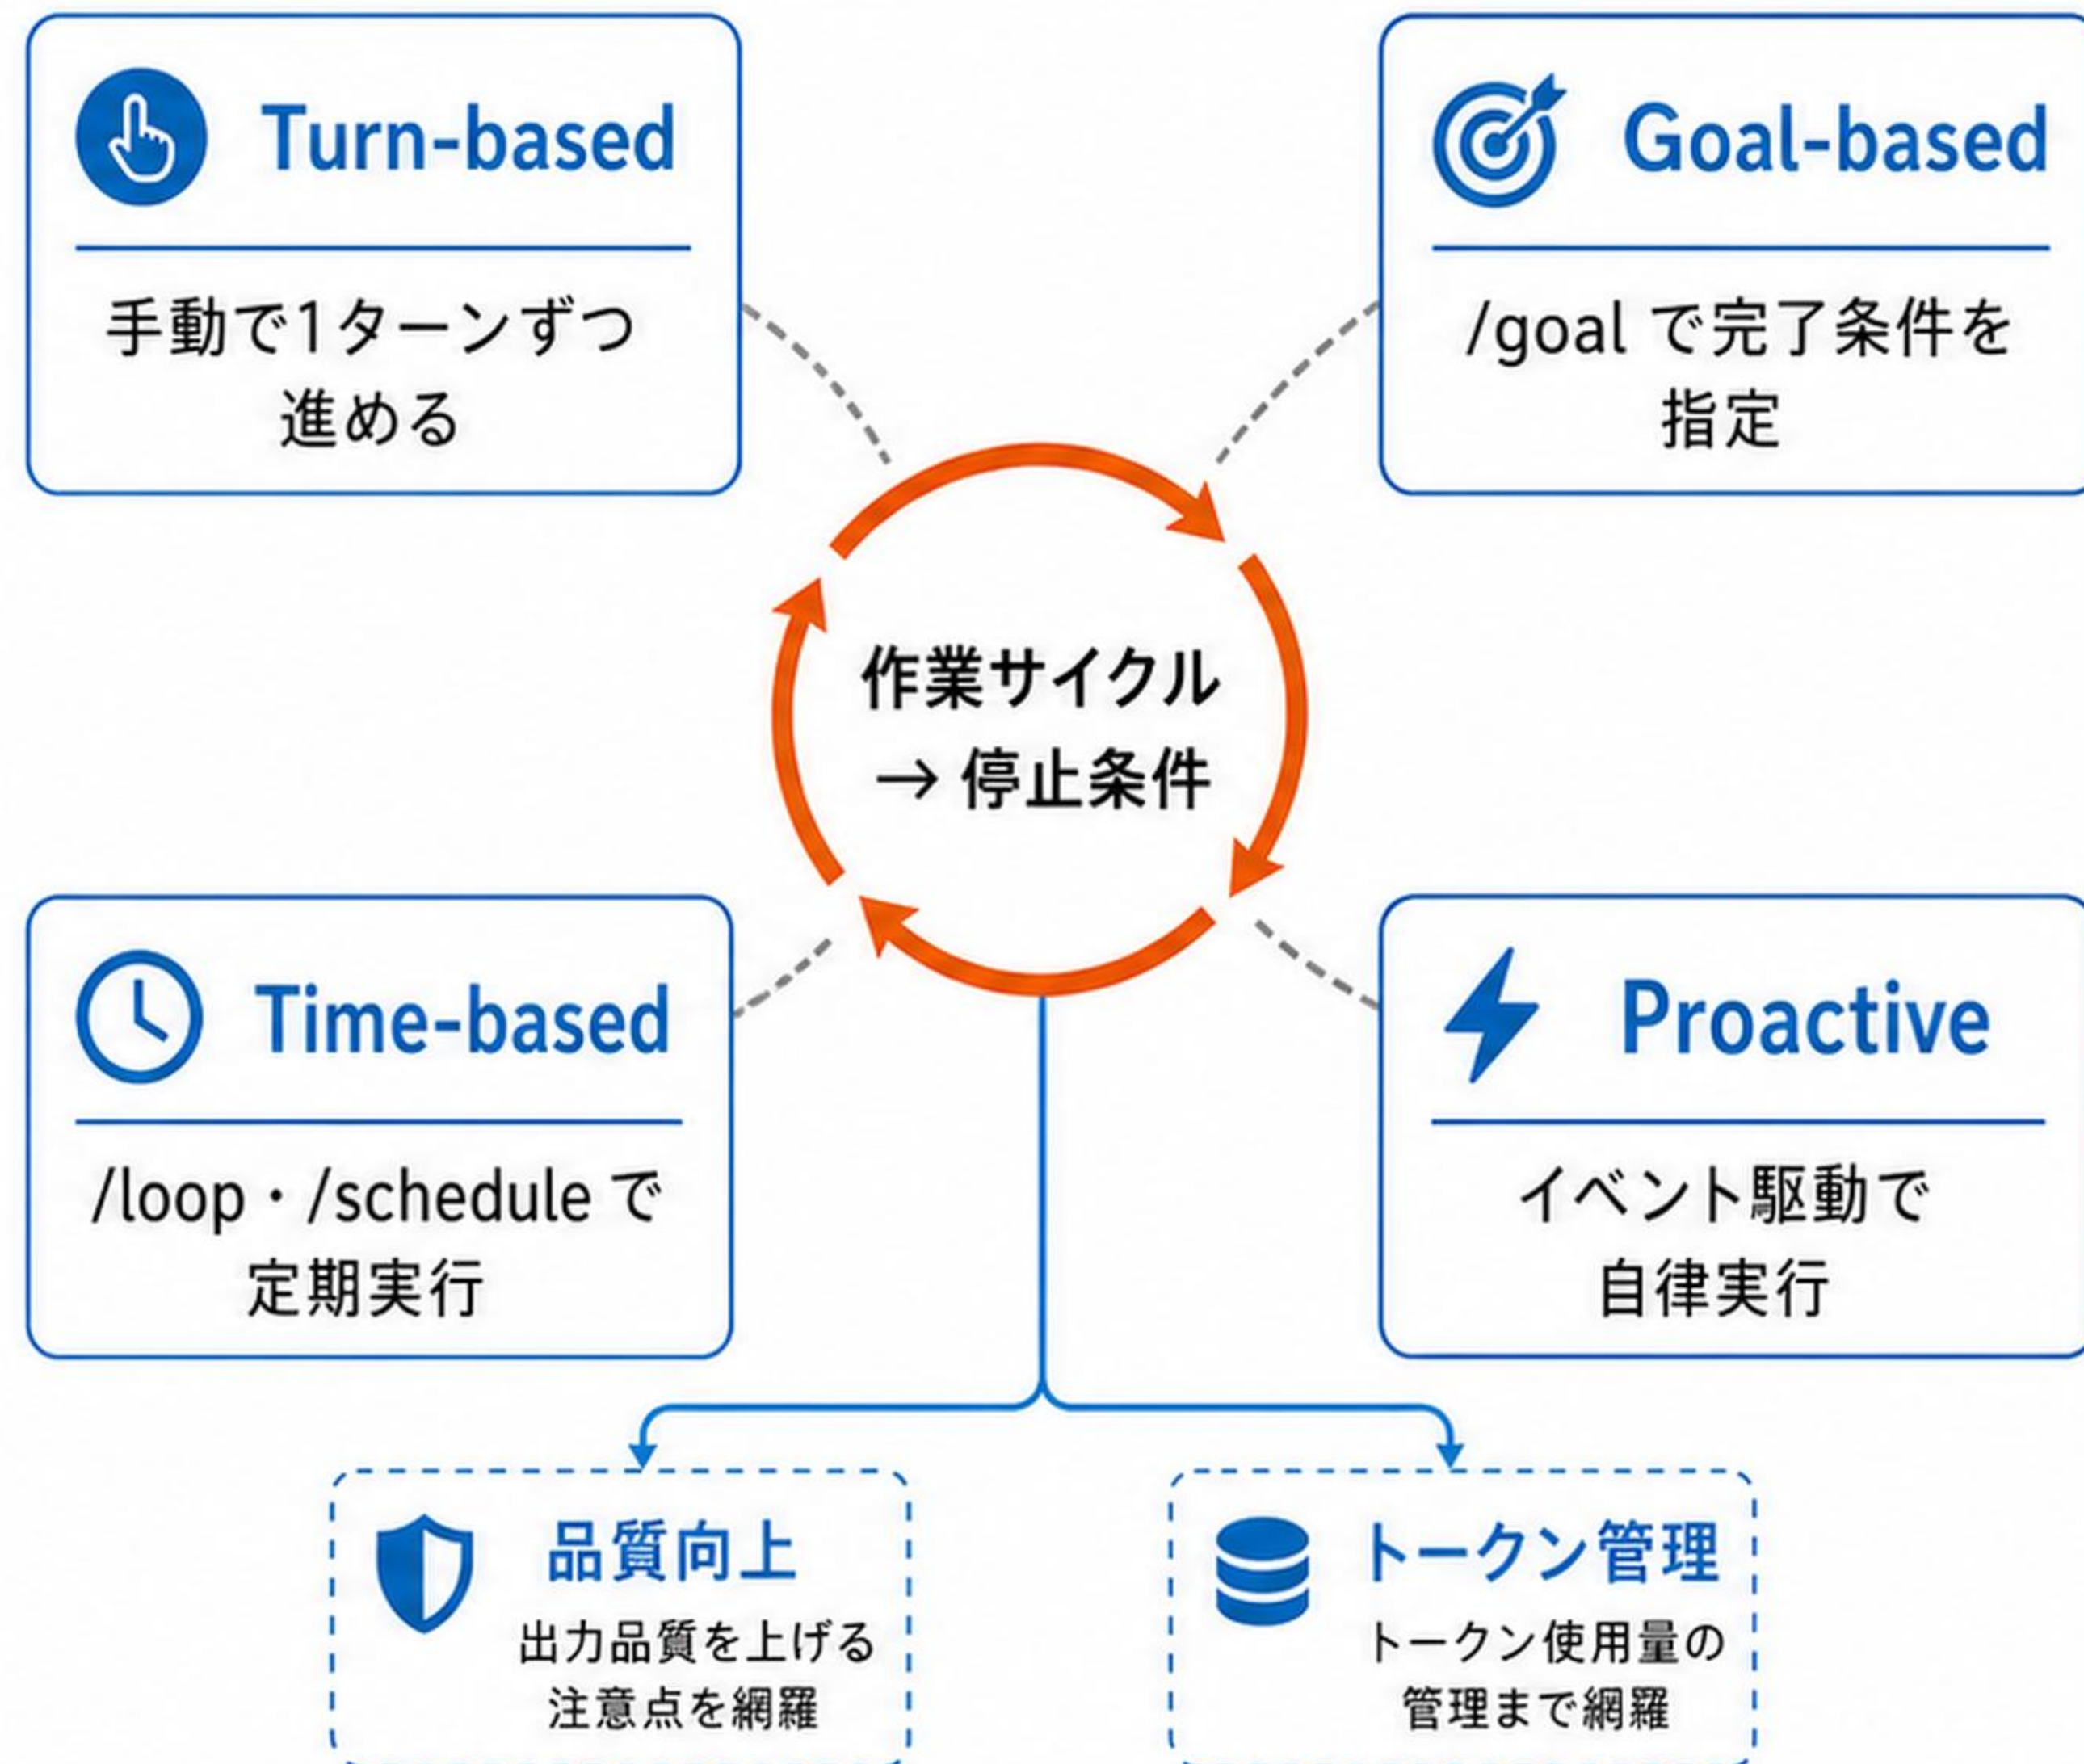 Turn-based
手動で1ターンずつ
進める
Goal-based
/goal で完了条件を
指定
作業サイクル
→ 停止条件
Time-based
/loop・/schedule で
定期実行
Proactive
イベント駆動で
自律実行
品質向上
出力品質を上げる
注意点を網羅
トークン管理
トークン使用量の
管理まで網羅